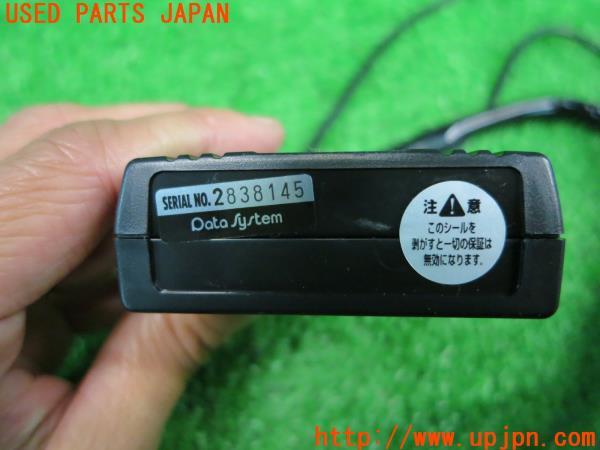 USED PARTS JAPAN
SERIAL NO. 2838145
Data System
注 意
このシールを
剥がすと一切の保証は
無効になります。
http://www.upjpn.com